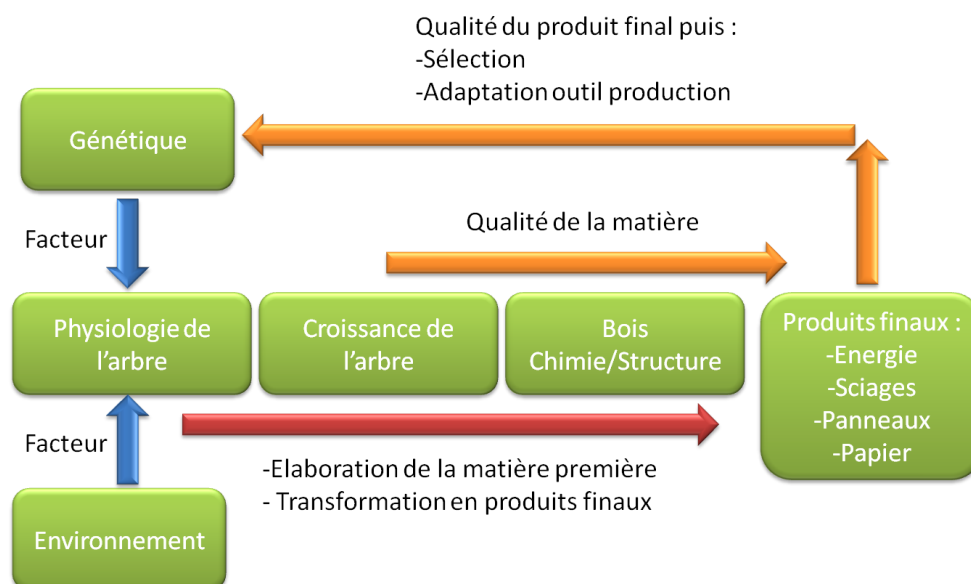 Qualité du produit final puis :
-Sélection
-Adaptation outil production
Génétique
Facteur
Qualité de la matière
Physiologie de
l'arbre
Croissance de
l'arbre
Bois
Chimie/Structure
Produits finaux :
-Energie
-Sciages
-Panneaux
-Papier
Facteur
-Elaboration de la matière première
- Transformation en produits finaux
Environnement